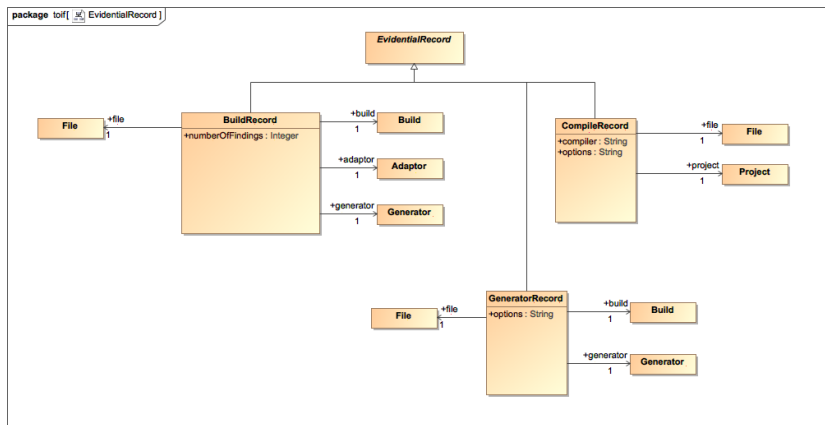 package toif[ EvidentialRecord ]
EvidentialRecord
File
+file
1
BuildRecord
+numberOfFindings : Integer
+build
1
Build
+adaptor
1
Adaptor
+generator
1
Generator
CompileRecord
+compiler : String
+options : String
+file
1
File
+project
1
Project
File
+file
1
GeneratorRecord
+options : String
+build
1
Build
+generator
1
Generator